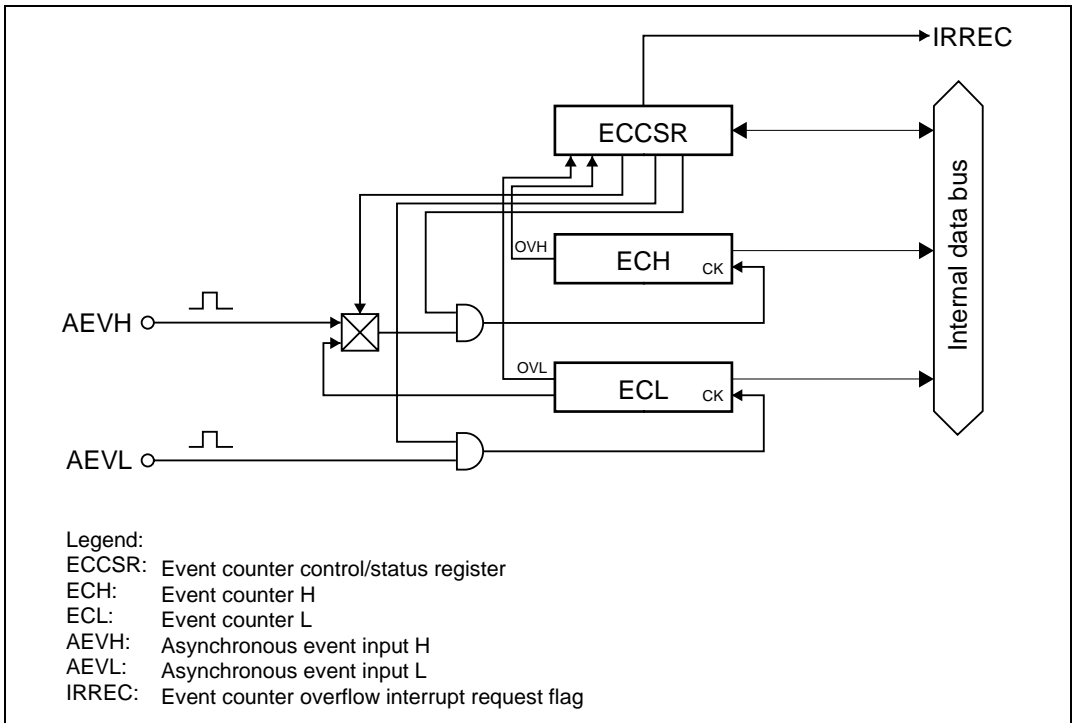 IRREC
ECCSR
Internal data bus
OVH
ECH
CK
AEVH
OVL
ECL
CK
AEVL
Legend:
ECCSR: Event counter control/status register
ECH: Event counter H
ECL: Event counter L
AEVH: Asynchronous event input H
AEVL: Asynchronous event input L
IRREC: Event counter overflow interrupt request flag